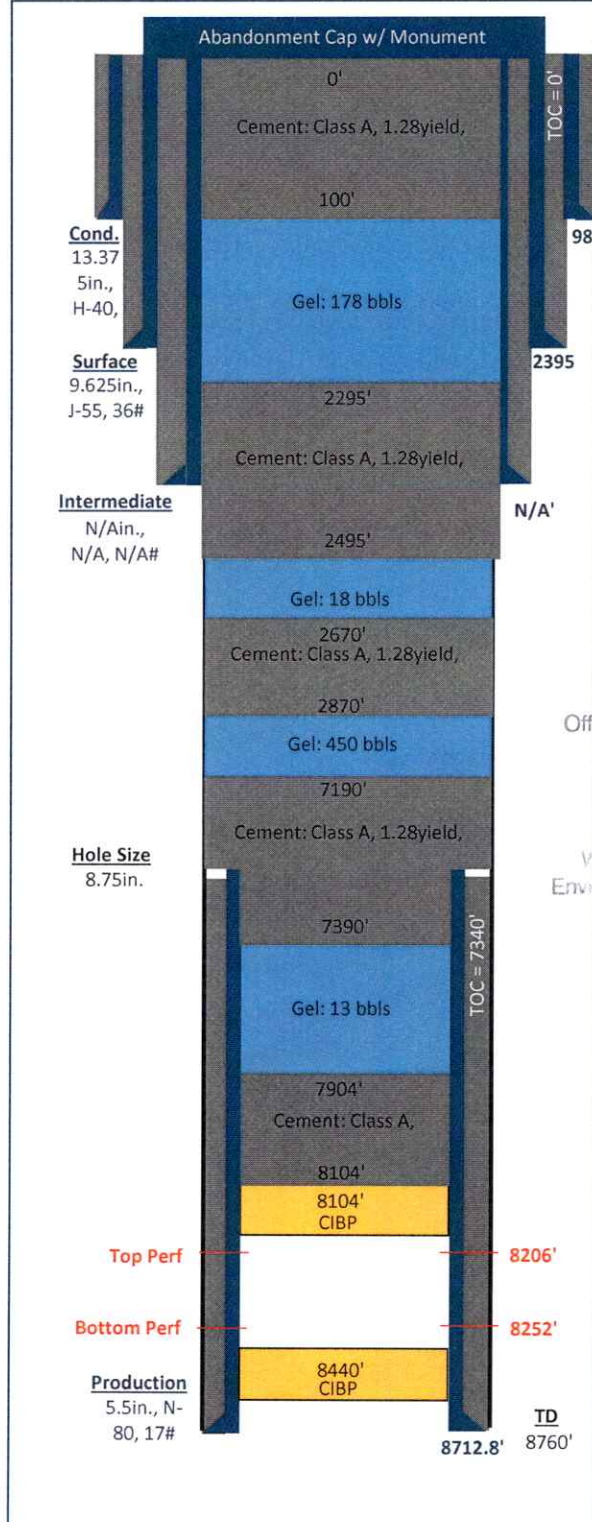 Abandonment Cap w/ Monument
0'
TOC = 0'
Cement: Class A, 1.28yield,
100'
Cond.
13.37
5in.,
H-40,
98
Gel: 178 bbls
Surface
9.625in.,
J-55, 36#
2395
2295'
Cement: Class A, 1.28yield,
Intermediate
N/Ain.,
N/A, N/A#
N/A'
2495'
Gel: 18 bbls
2670'
Cement: Class A, 1.28yield,
2870'
Off
Gel: 450 bbls
7190'
Cement: Class A, 1.28yield,
Hole Size
8.75in.
Envi
7390'
TOC = 7340'
Gel: 13 bbls
7904'
Cement: Class A,
8104'
8104'
CIBP
Top Perf
8206'
Bottom Perf
8252'
8440'
CIBP
Production
5.5in., N-
80, 17#
TD
8760'
8712.8'